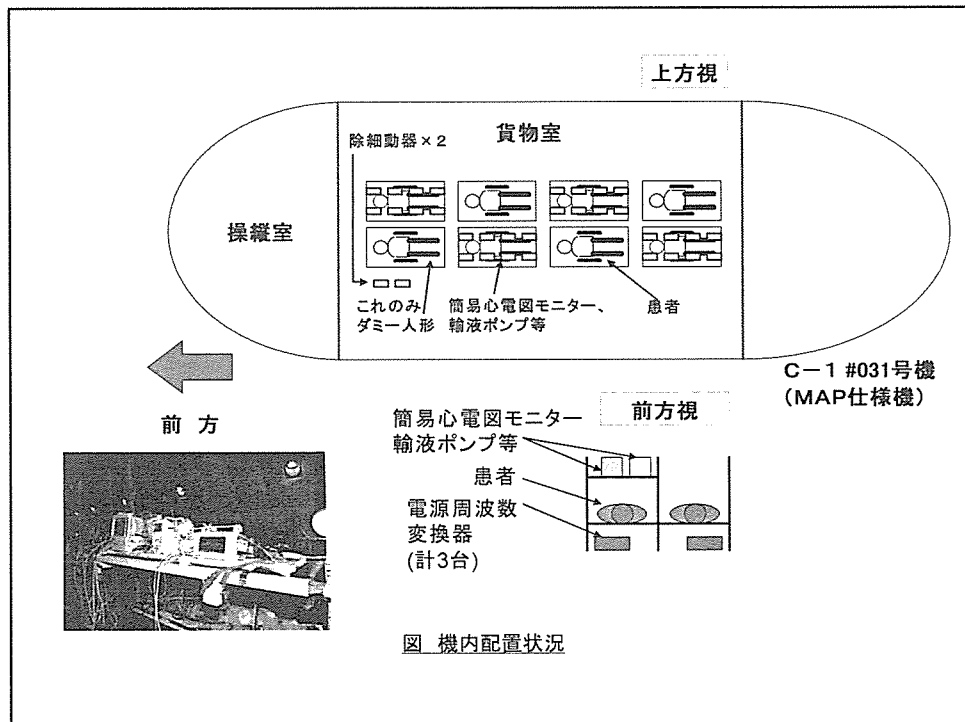 上方視
貨物室
除細動器×2
操縦室
これのみ
ダミー人形
簡易心電図モニター、
輸液ポンプ等
患者
C－1 #031号機
(MAP仕様機)
前 方
前方視
簡易心電図モニター
輸液ポンプ等
患者
電源周波数
変換器
(計3台)
図 機内配置状況